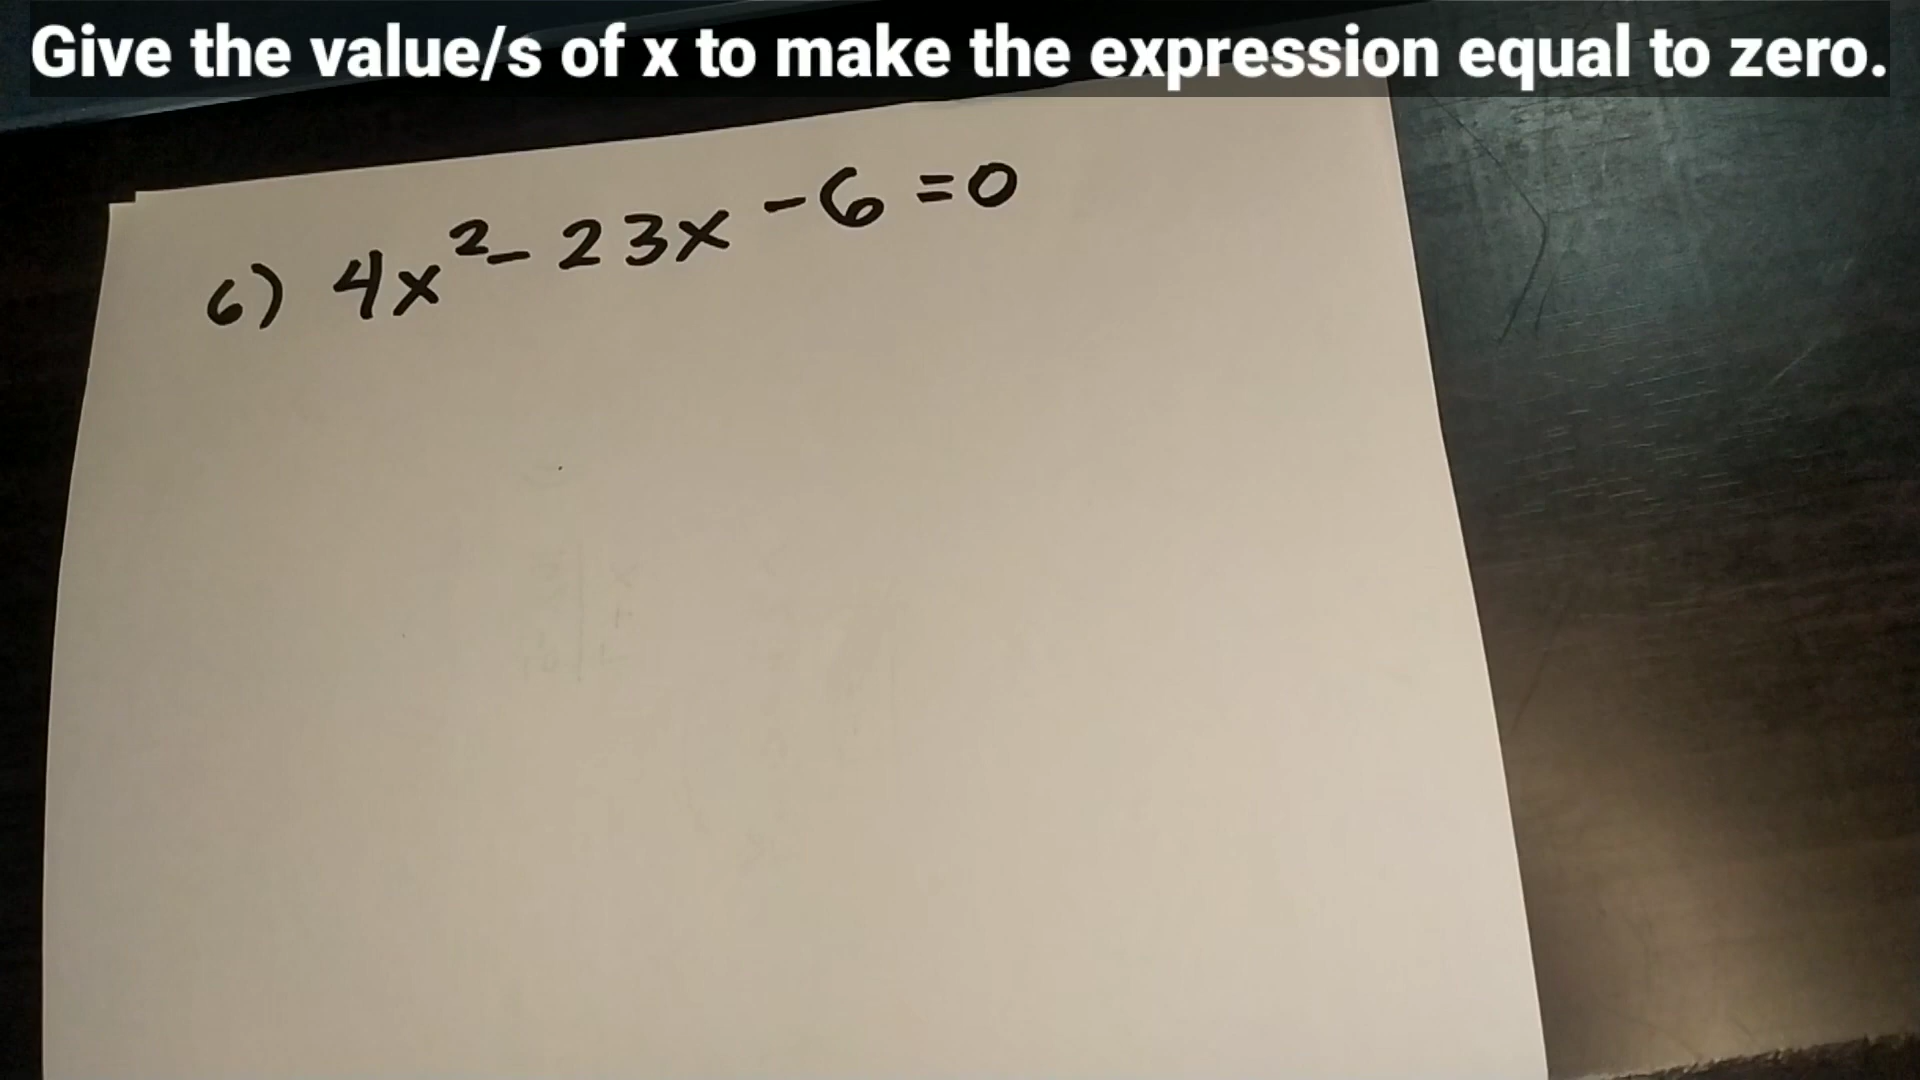 Give the value/s of x to make the expression equal to zero.
6) 4x² - 23x - 6 = 0